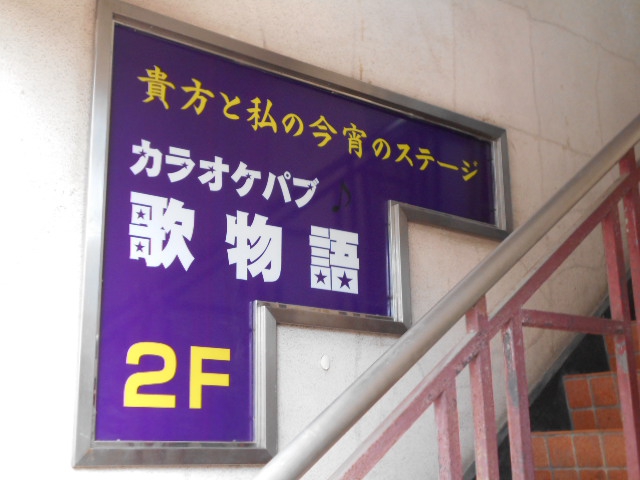 貴方と私の今宵のステージ
カラオケパブ
歌物語
2F